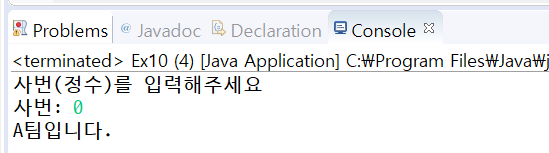 Problems @ Javadoc Declaration Console
<terminated> Ex10 (4) [Java Application] C:₩Program Files₩Java₩j
사번(정수)를 입력해주세요
사번: 0
A팀입니다.